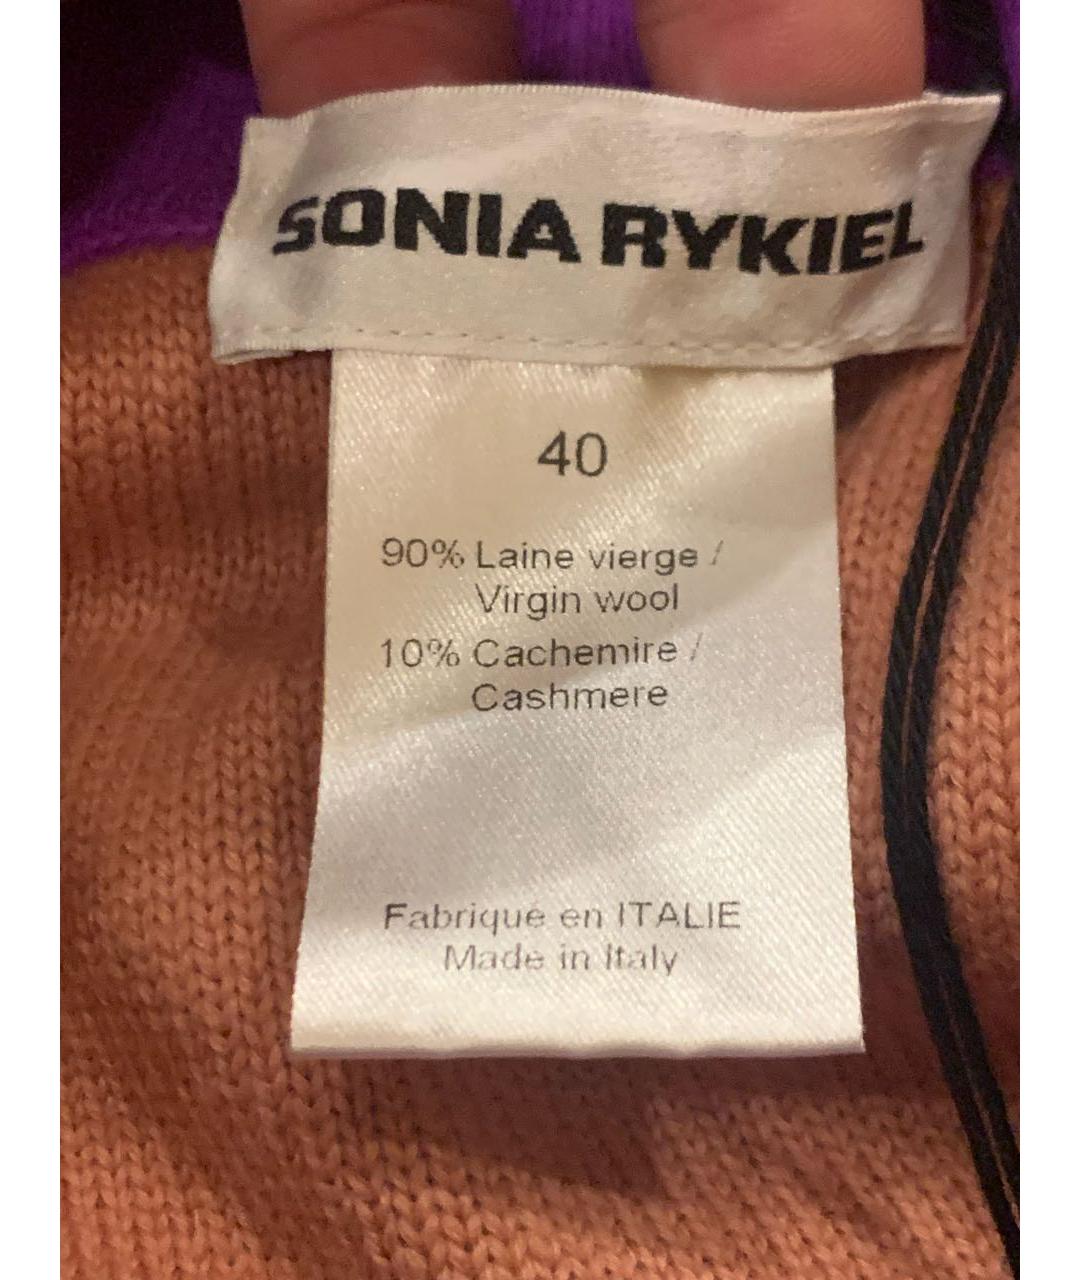 SONIA RYKIEL
40
90% Laine vierge /
Virgin wool
10% Cachemire /
Cashmere
Fabriqué en ITALIE
Made in Italy